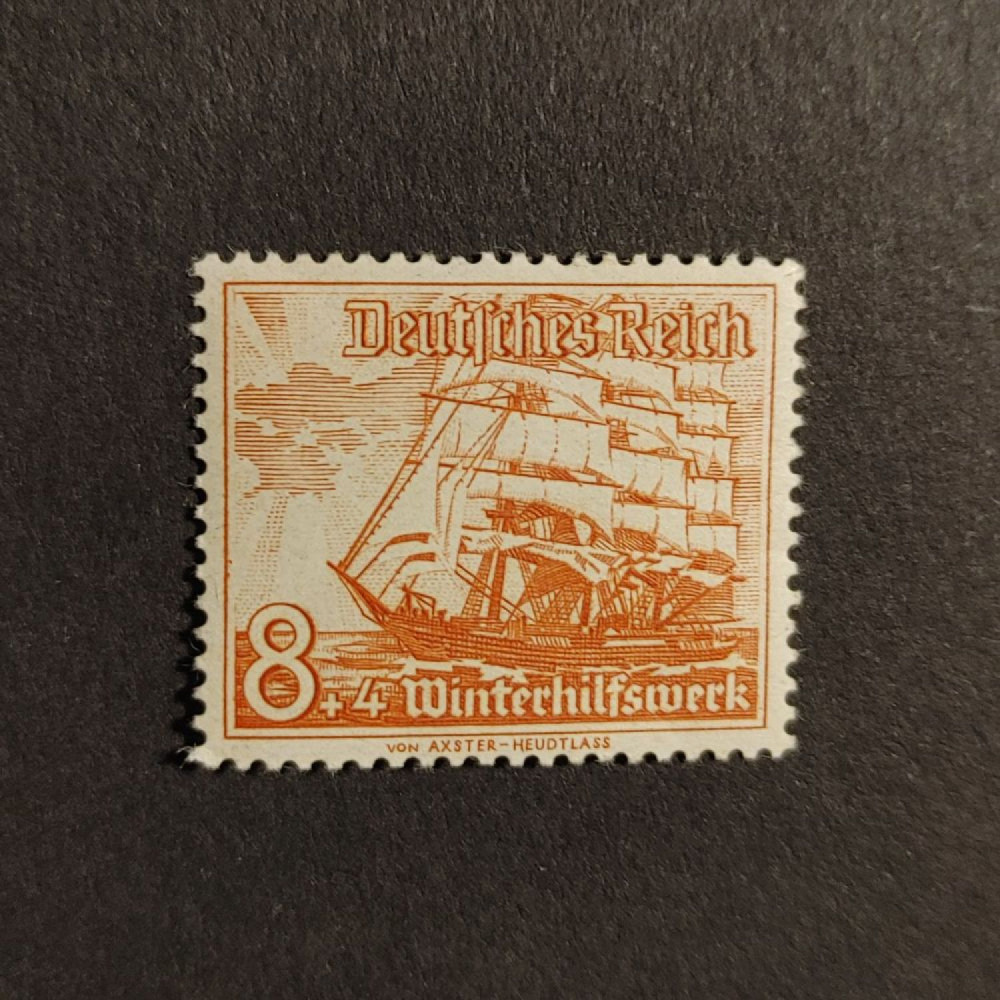 Deutſches Reich
8+4 Winterhilfswerk
VON AXSTER-HEUDTLASS